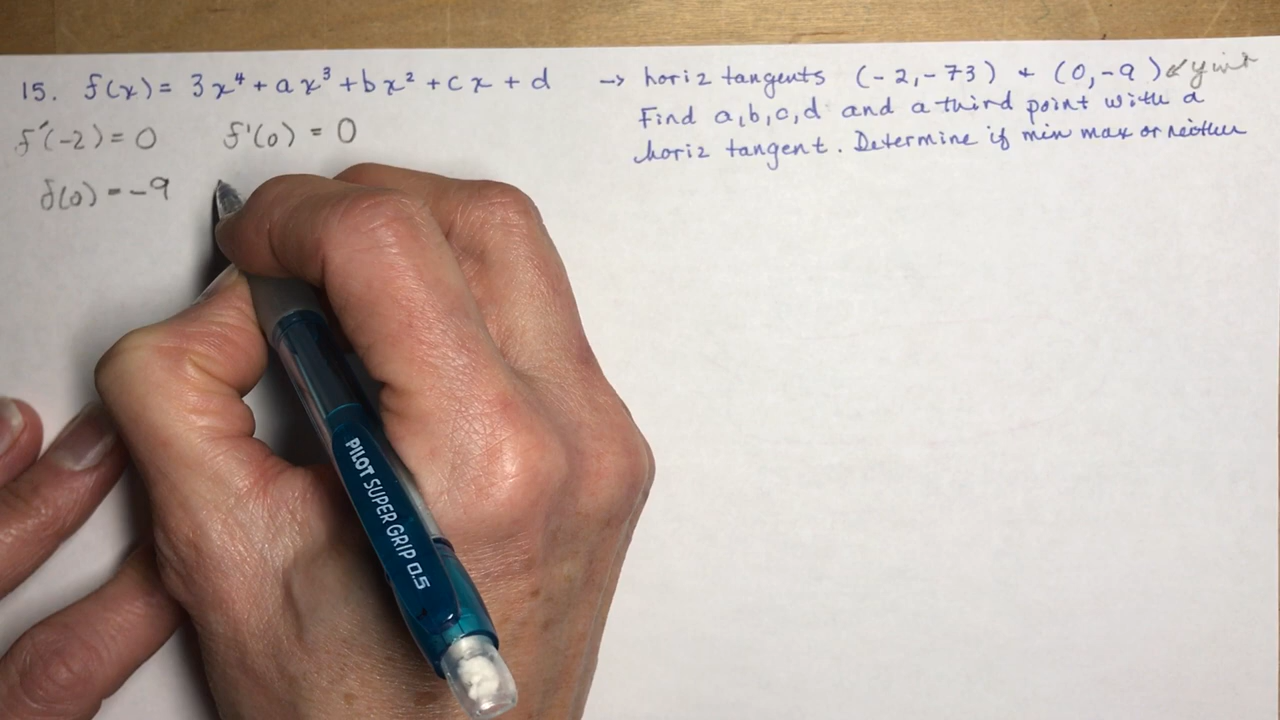 15. f(x) = 3x⁴ + ax³ + bx² + cx + d → horiz tangents (-2,-73) + (0,-9) ↙ yint
Find a,b,c,d and a third point with a
horiz tangent. Determine if min max or neither
f'(-2) = 0 f'(0) = 0
f(0) = -9
PILOT SUPER GRIP 0.5